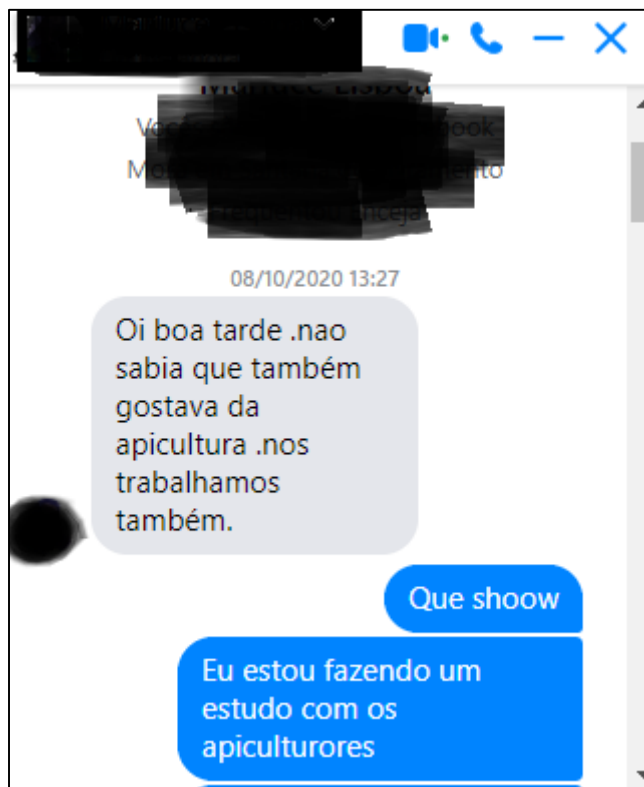 08/10/2020 13:27
Oi boa tarde .nao
sabia que também
gostava da
apicultura .nos
trabalhamos
também.
Que shoow
Eu estou fazendo um
estudo com os
apiculturores